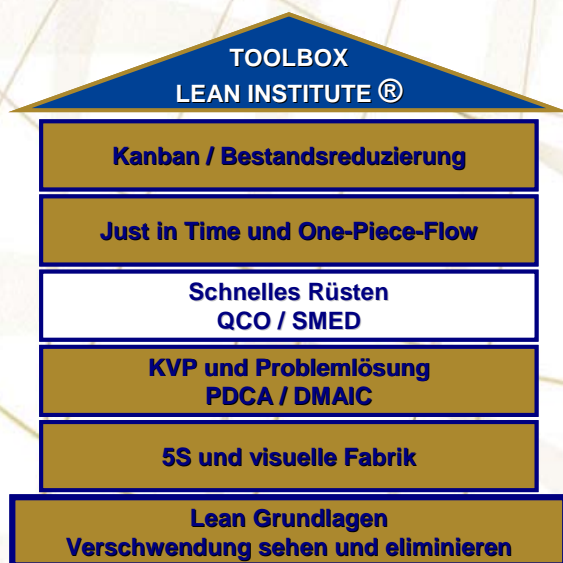 TOOLBOX
LEAN INSTITUTE ®
Kanban / Bestandsreduzierung
Just in Time und One-Piece-Flow
Schnelles Rüsten
QCO / SMED
KVP und Problemlösung
PDCA / DMAIC
5S und visuelle Fabrik
Lean Grundlagen
Verschwendung sehen und eliminieren